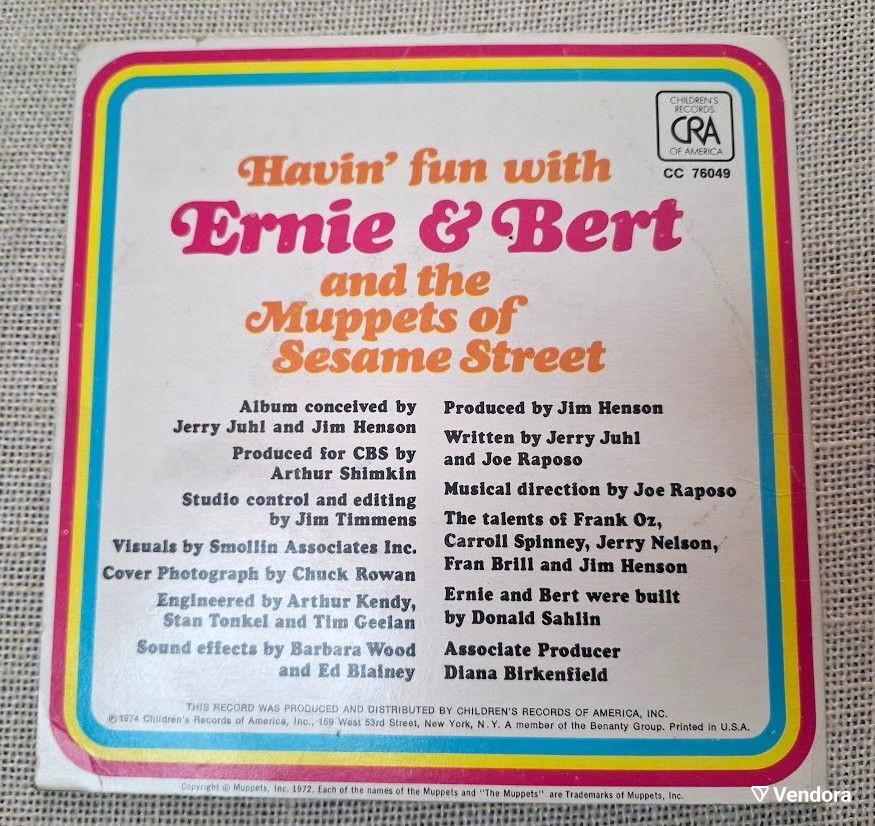 CHILDREN'S
RECORDS
CRA
OF AMERICA
CC 76049
Havin' fun with
Ernie & Bert
and the
Muppets of
Sesame Street
Album conceived by
Jerry Juhl and Jim Henson
Produced for CBS by
Arthur Shimkin
Studio control and editing
by Jim Timmens
Visuals by Smollin Associates Inc.
Cover Photograph by Chuck Rowan
Engineered by Arthur Kendy,
Stan Tonkel and Tim Geelan
Sound effects by Barbara Wood
and Ed Blainey
Produced by Jim Henson
Written by Jerry Juhl
and Joe Raposo
Musical direction by Joe Raposo
The talents of Frank Oz,
Carroll Spinney, Jerry Nelson,
Fran Brill and Jim Henson
Ernie and Bert were built
by Donald Sahlin
Associate Producer
Diana Birkenfield
THIS RECORD WAS PRODUCED AND DISTRIBUTED BY CHILDREN'S RECORDS OF AMERICA, INC.
℗1974 Children's Records of America, Inc., 159 West 53rd Street, New York, N.Y. A member of the Benanty Group. Printed in U.S.A.
Copyright © Muppets, Inc. 1972. Each of the names of the Muppets and "The Muppets" are Trademarks of Muppets, Inc.
Vendora